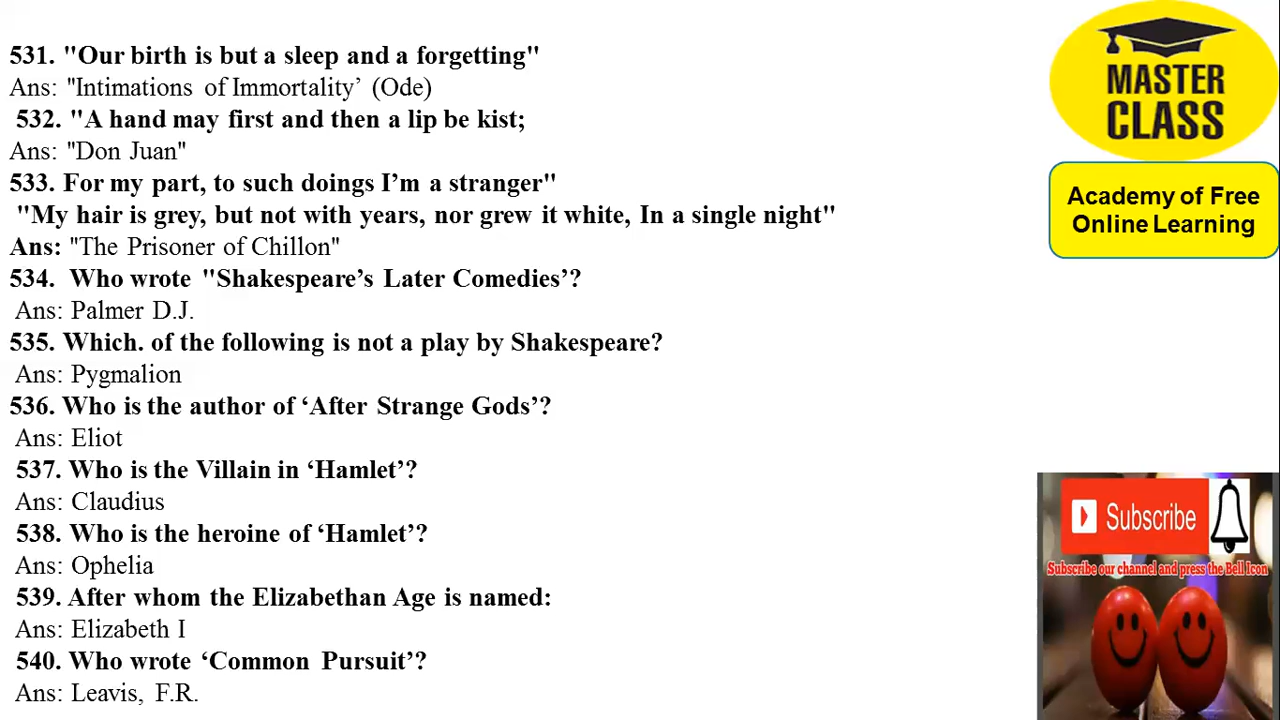 531. "Our birth is but a sleep and a forgetting"
Ans: "Intimations of Immortality’ (Ode)
532. "A hand may first and then a lip be kist;
Ans: "Don Juan"
533. For my part, to such doings I’m a stranger"
"My hair is grey, but not with years, nor grew it white, In a single night"
Ans: "The Prisoner of Chillon"
534. Who wrote "Shakespeare’s Later Comedies’?
Ans: Palmer D.J.
535. Which. of the following is not a play by Shakespeare?
Ans: Pygmalion
536. Who is the author of ‘After Strange Gods’?
Ans: Eliot
537. Who is the Villain in ‘Hamlet’?
Ans: Claudius
538. Who is the heroine of ‘Hamlet’?
Ans: Ophelia
539. After whom the Elizabethan Age is named:
Ans: Elizabeth I
540. Who wrote ‘Common Pursuit’?
Ans: Leavis, F.R.
MASTER
CLASS
Academy of Free
Online Learning
Subscribe
Subscribe our channel and press the Bell Icon